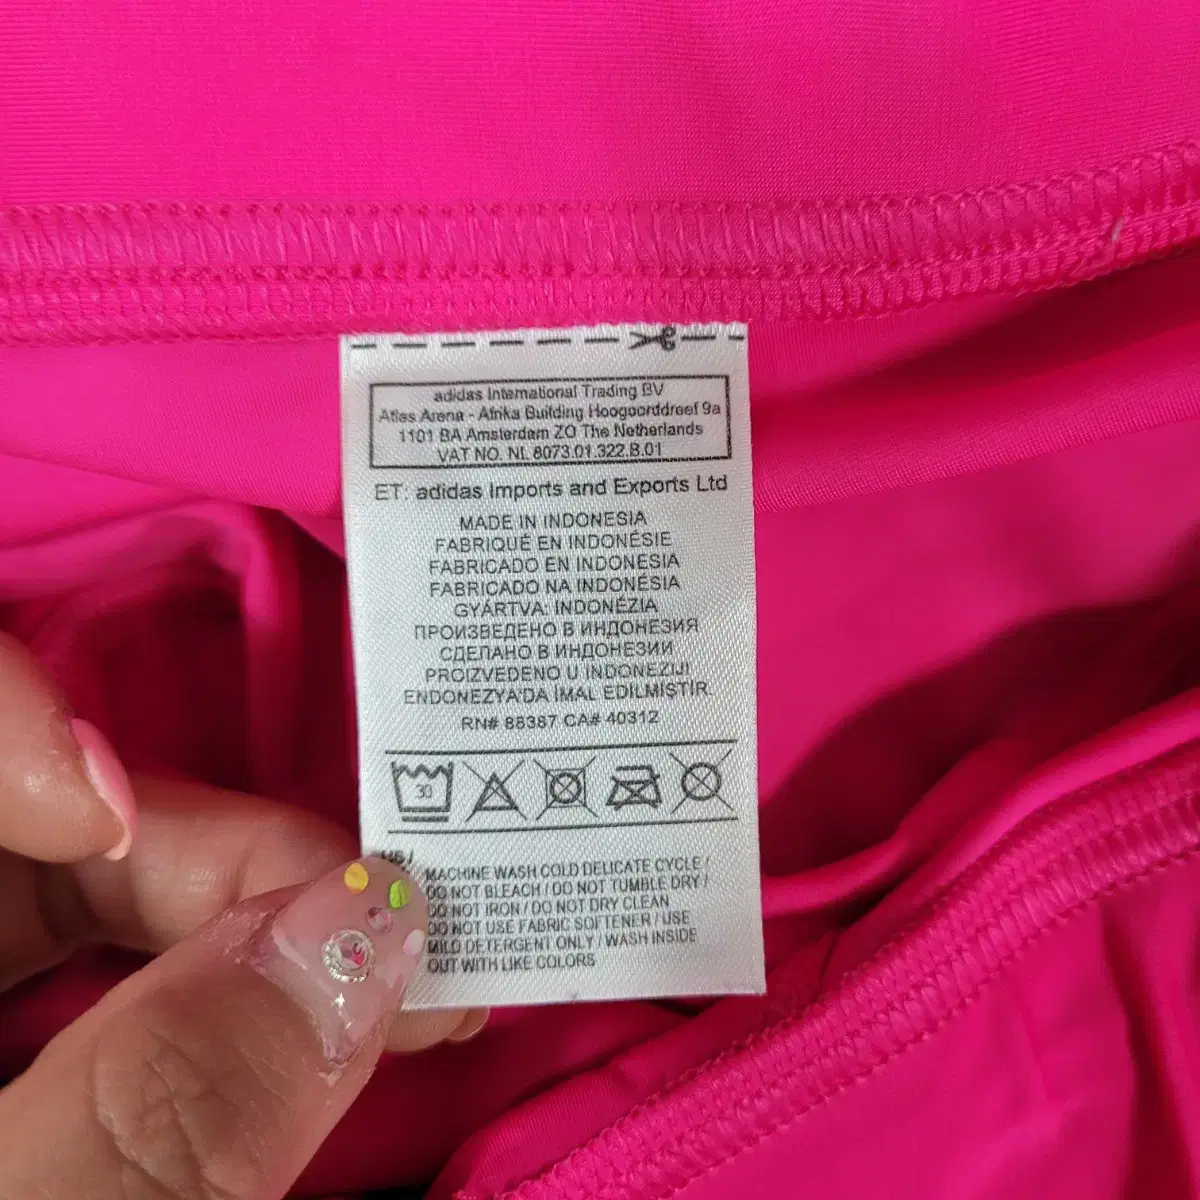 adidas International Trading BV
Atlas Arena - Afrika Building Hoogoorddreef 9a
1101 BA Amsterdam ZO The Netherlands
VAT NO. NL 8073.01.322.B.01
ET: adidas Imports and Exports Ltd
MADE IN INDONESIA
FABRIQUÉ EN INDONÉSIE
FABRICADO EN INDONESIA
FABRICADO NA INDONÉSIA
GYÁRTVA: INDONÉZIA
ПРОИЗВЕДЕНО В ИНДОНЕЗИЯ
СДЕЛАНО В ИНДОНЕЗИИ
PROIZVEDENO U INDONEZIJI
ENDONEZYA'DA İMAL EDİLMİŞTİR.
RN# 88387 CA# 40312
30
US /
MACHINE WASH COLD DELICATE CYCLE /
DO NOT BLEACH / DO NOT TUMBLE DRY /
DO NOT IRON / DO NOT DRY CLEAN
DO NOT USE FABRIC SOFTENER / USE
MILD DETERGENT ONLY / WASH INSIDE
OUT WITH LIKE COLORS